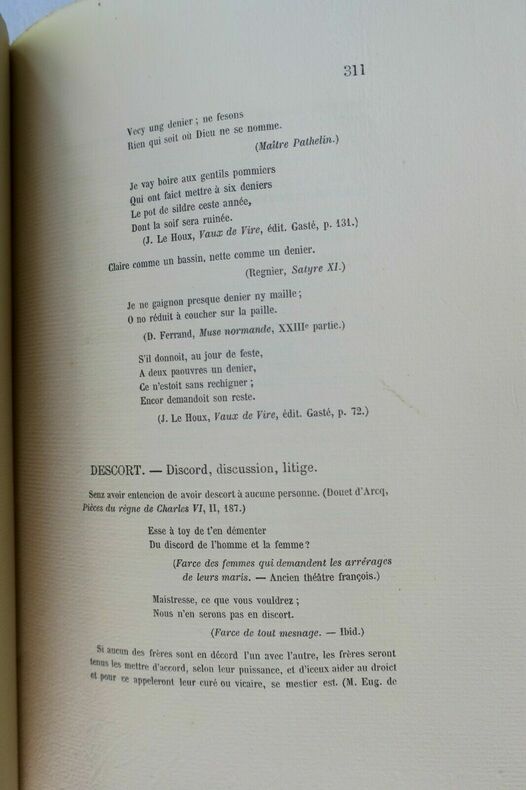 311
Vecy ung denier ; ne fesons
Rien qui soit où Dieu ne se nomme.
(Maître Pathelin.)
Je vay boire aux gentils pommiers
Qui ont faict mettre à six deniers
Le pot de sildre ceste année,
Dont la soif sera ruinée.
(J. Le Houx, Vaux de Vire, édit. Gasté, p. 131.)
Claire comme un bassin, nette comme un denier.
(Regnier, Satyre XI.)
Je ne gaignon presque denier ny maille ;
O no réduit à coucher sur la paille.
(D. Ferrand, Muse normande, XXIIIe partie.)
S'il donnoit, au jour de feste,
A deux paouvres un denier,
Ce n'estoit sans rechigner ;
Encor demandoit son reste.
(J. Le Houx, Vaux de Vire, édit. Gasté, p. 72.)
DESCORT. — Discord, discussion, litige.
Senz avoir entencion de avoir descort à aucune personne. (Douet d'Arcq,
Pièces du règne de Charles VI, II, 187.)
Esse à toy de t'en démenter
Du discord de l'homme et la femme ?
(Farce des femmes qui demandent les arrérages
de leurs maris. — Ancien théâtre françois.)
Maistresse, ce que vous vouldrez ;
Nous n'en serons pas en discort.
(Farce de tout mesnage. — Ibid.)
Si aucun des frères sont en décord l'un avec l'autre, les frères seront
tenus les mettre d'accord, selon leur puissance, et d'iceux aider au droict
et pour ce appeleront leur curé ou vicaire, se mestier est. (M. Eug. de